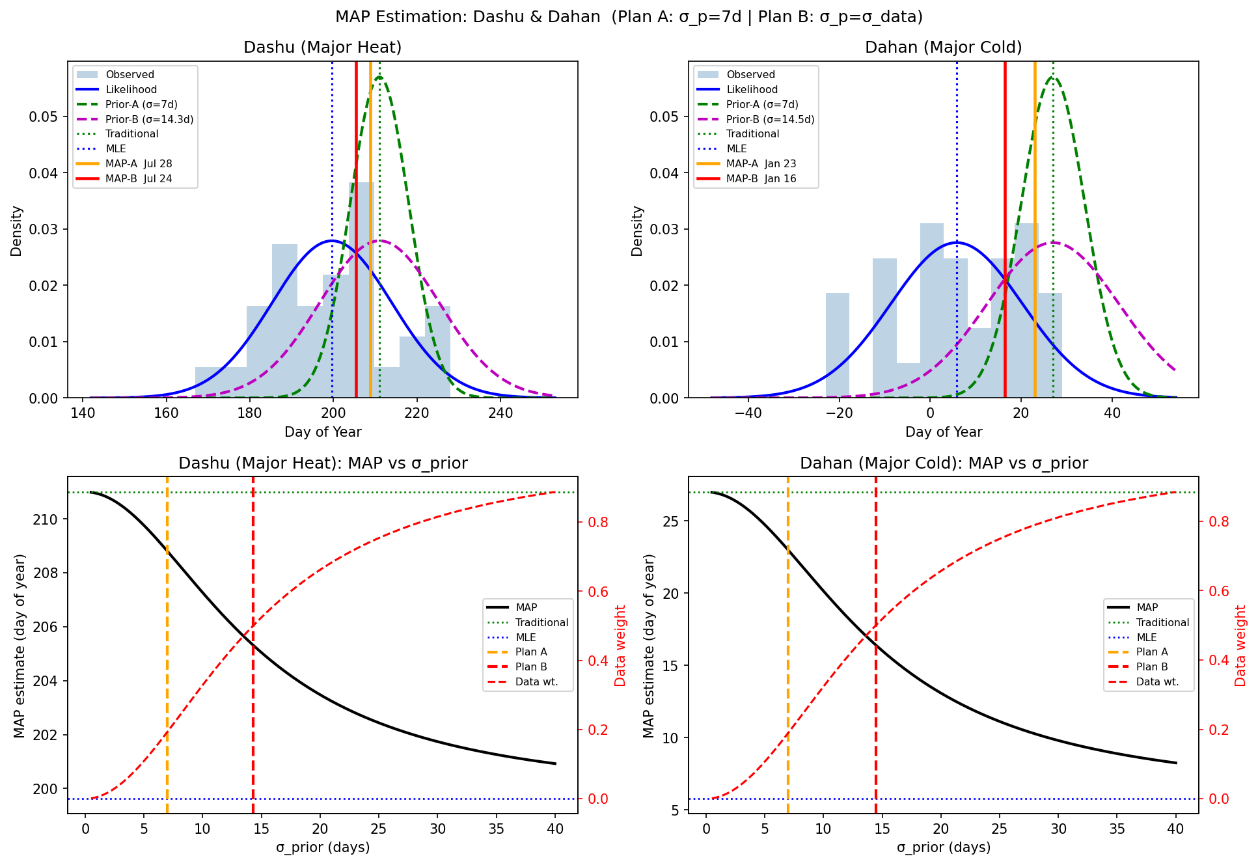 MAP Estimation: Dashu & Dahan  (Plan A: σ_p=7d | Plan B: σ_p=σ_data)
Dashu (Major Heat)
Density
0.05
0.04
0.03
0.02
0.01
0.00
Observed
Likelihood
Prior-A (σ=7d)
Prior-B (σ=14.3d)
Traditional
MLE
MAP-A  Jul 28
MAP-B  Jul 24
140 160 180 200 220 240
Day of Year
Dahan (Major Cold)
Density
0.05
0.04
0.03
0.02
0.01
0.00
Observed
Likelihood
Prior-A (σ=7d)
Prior-B (σ=14.5d)
Traditional
MLE
MAP-A  Jan 23
MAP-B  Jan 16
−40 −20 0 20 40
Day of Year
Dashu (Major Heat): MAP vs σ_prior
MAP estimate (day of year)
210
208
206
204
202
200
MAP
Traditional
MLE
Plan A
Plan B
Data wt.
0.8
0.6
0.4
0.2
0.0
Data weight
0 5 10 15 20 25 30 35 40
σ_prior (days)
Dahan (Major Cold): MAP vs σ_prior
MAP estimate (day of year)
25
20
15
10
5
MAP
Traditional
MLE
Plan A
Plan B
Data wt.
0.8
0.6
0.4
0.2
0.0
Data weight
0 5 10 15 20 25 30 35 40
σ_prior (days)